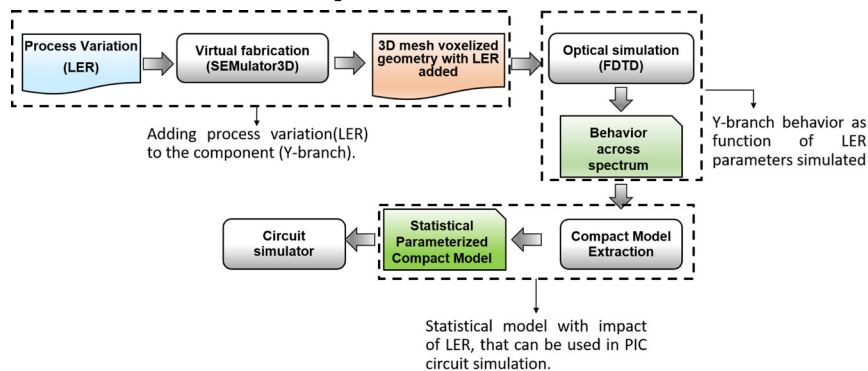 Process Variation
(LER)
Virtual fabrication
(SEMulator3D)
3D mesh voxelized
geometry with LER
added
Optical simulation
(FDTD)
Adding process variation(LER)
to the component (Y-branch).
Behavior
across
spectrum
Y-branch behavior as
function of LER
parameters simulated
Circuit
simulator
Statistical
Parameterized
Compact Model
Compact Model
Extraction
Statistical model with impact
of LER, that can be used in PIC
circuit simulation.